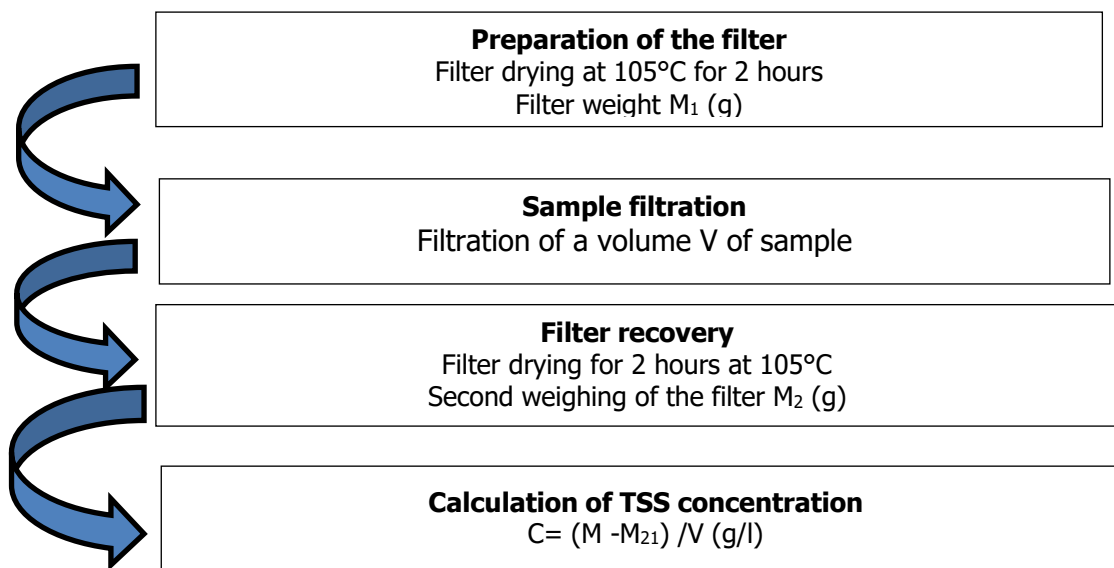 Preparation of the filter
Filter drying at 105°C for 2 hours
Filter weight M₁ (g)
Sample filtration
Filtration of a volume V of sample
Filter recovery
Filter drying for 2 hours at 105°C
Second weighing of the filter M₂ (g)
Calculation of TSS concentration
C= (M -M₂₁) /V (g/l)